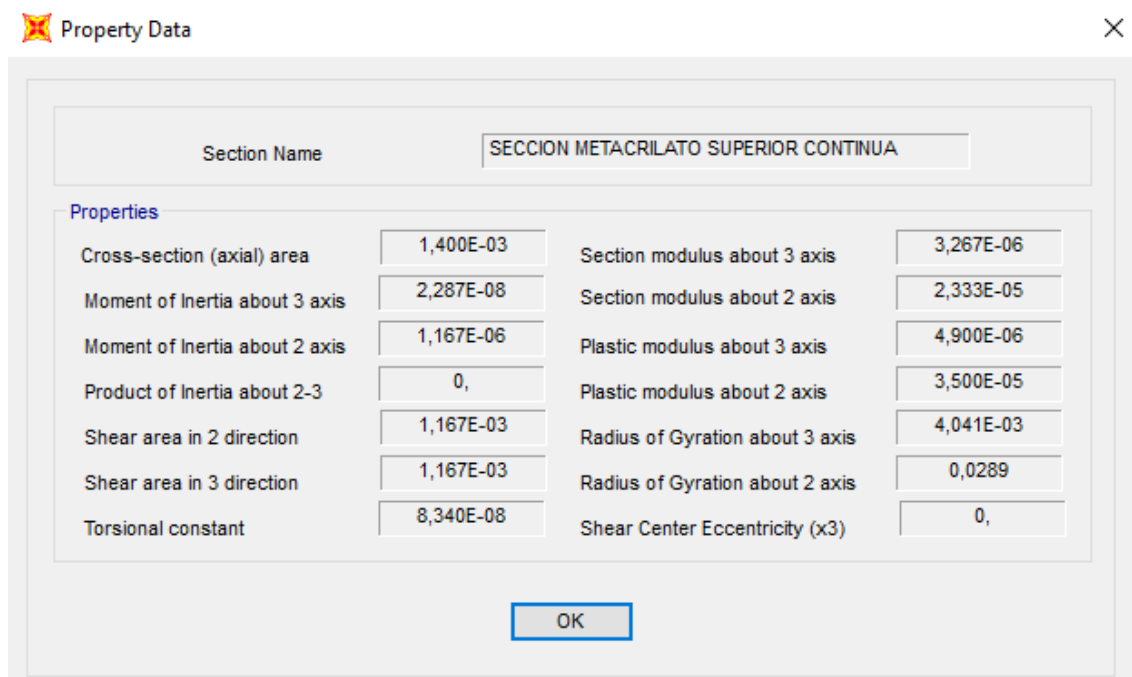 Property Data
Section Name SECCION METACRILATO SUPERIOR CONTINUA
Properties
Cross-section (axial) area 1,400E-03 Section modulus about 3 axis 3,267E-06
Moment of Inertia about 3 axis 2,287E-08 Section modulus about 2 axis 2,333E-05
Moment of Inertia about 2 axis 1,167E-06 Plastic modulus about 3 axis 4,900E-06
Product of Inertia about 2-3 0, Plastic modulus about 2 axis 3,500E-05
Shear area in 2 direction 1,167E-03 Radius of Gyration about 3 axis 4,041E-03
Shear area in 3 direction 1,167E-03 Radius of Gyration about 2 axis 0,0289
Torsional constant 8,340E-08 Shear Center Eccentricity (x3) 0,
OK